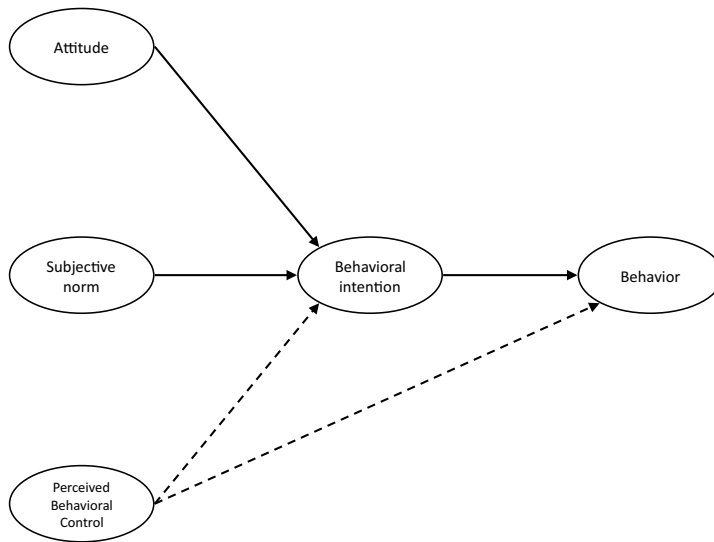 Attitude
Subjective
norm
Behavioral
intention
Behavior
Perceived
Behavioral
Control